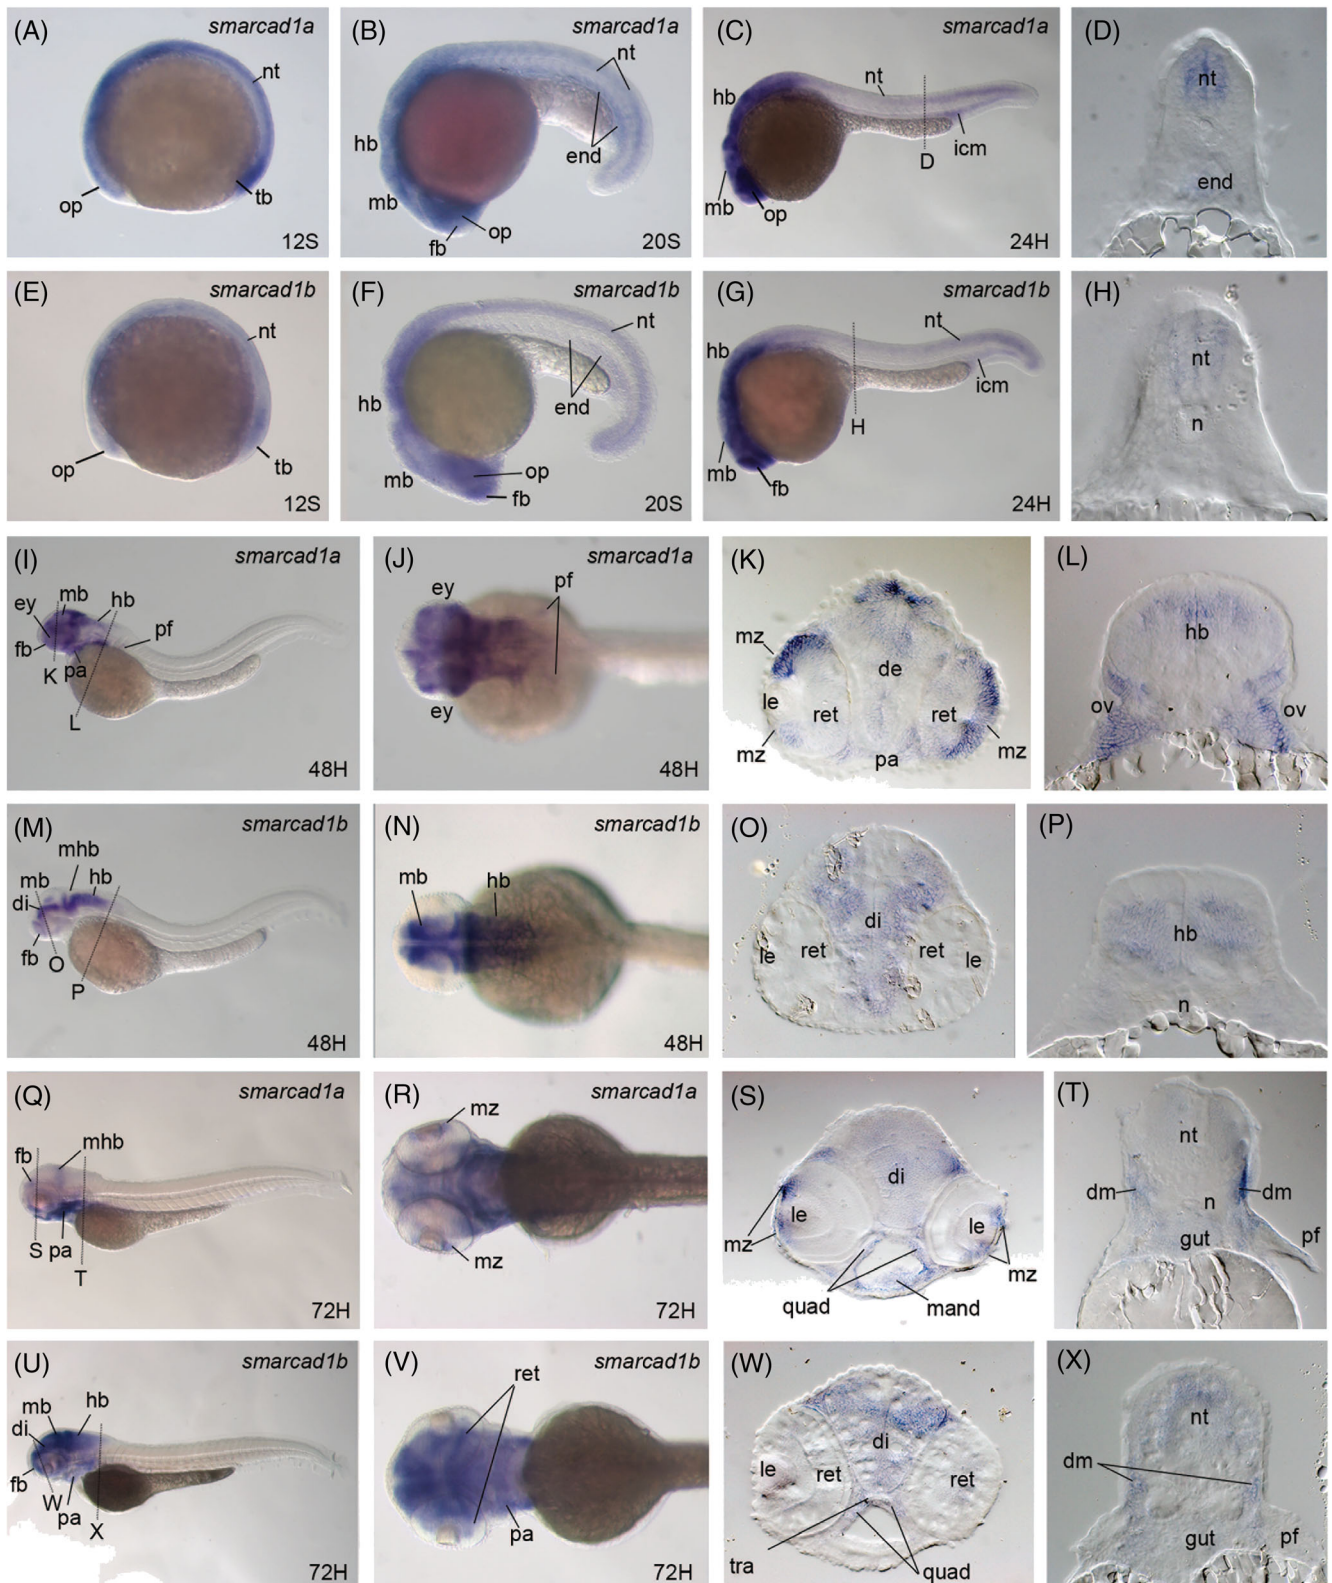 (A) smarcad1a
nt
op
tb
12S
(B) smarcad1a
nt
hb
end
mb
op
fb
20S
(C) smarcad1a
nt
hb
icm
D
mb
op
24H
(D)
nt
end
(E) smarcad1b
nt
op
tb
12S
(F) smarcad1b
nt
hb
end
op
mb
fb
20S
(G) smarcad1b
nt
hb
icm
H
mb
fb
24H
(H)
nt
n
(I) smarcad1a
mb
ey
hb
pf
fb
K
pa
L
48H
(J) smarcad1a
ey
pf
ey
48H
(K)
mz
de
le
ret
ret
mz
pa
mz
(L)
hb
ov
ov
(M) smarcad1b
mhb
mb
hb
di
fb
O
P
48H
(N) smarcad1b
mb
hb
48H
(O)
di
le
ret
ret
le
(P)
hb
n
(Q) smarcad1a
mhb
fb
S
pa
T
72H
(R) smarcad1a
mz
mz
72H
(S)
di
le
le
mz
mz
quad
mand
(T)
nt
dm
n
dm
gut
pf
(U) smarcad1b
mb
hb
di
fb
W
pa
X
72H
(V) smarcad1b
ret
pa
72H
(W)
di
le
ret
ret
tra
quad
(X)
nt
dm
gut
pf